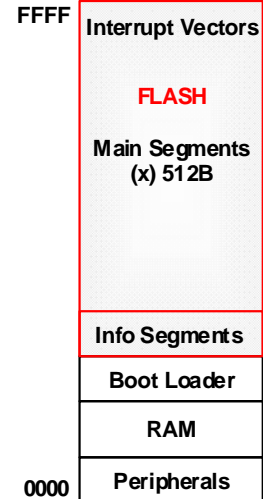 FFFF
Interrupt Vectors
FLASH
Main Segments
(x) 512B
Info Segments
Boot Loader
RAM
Peripherals
0000